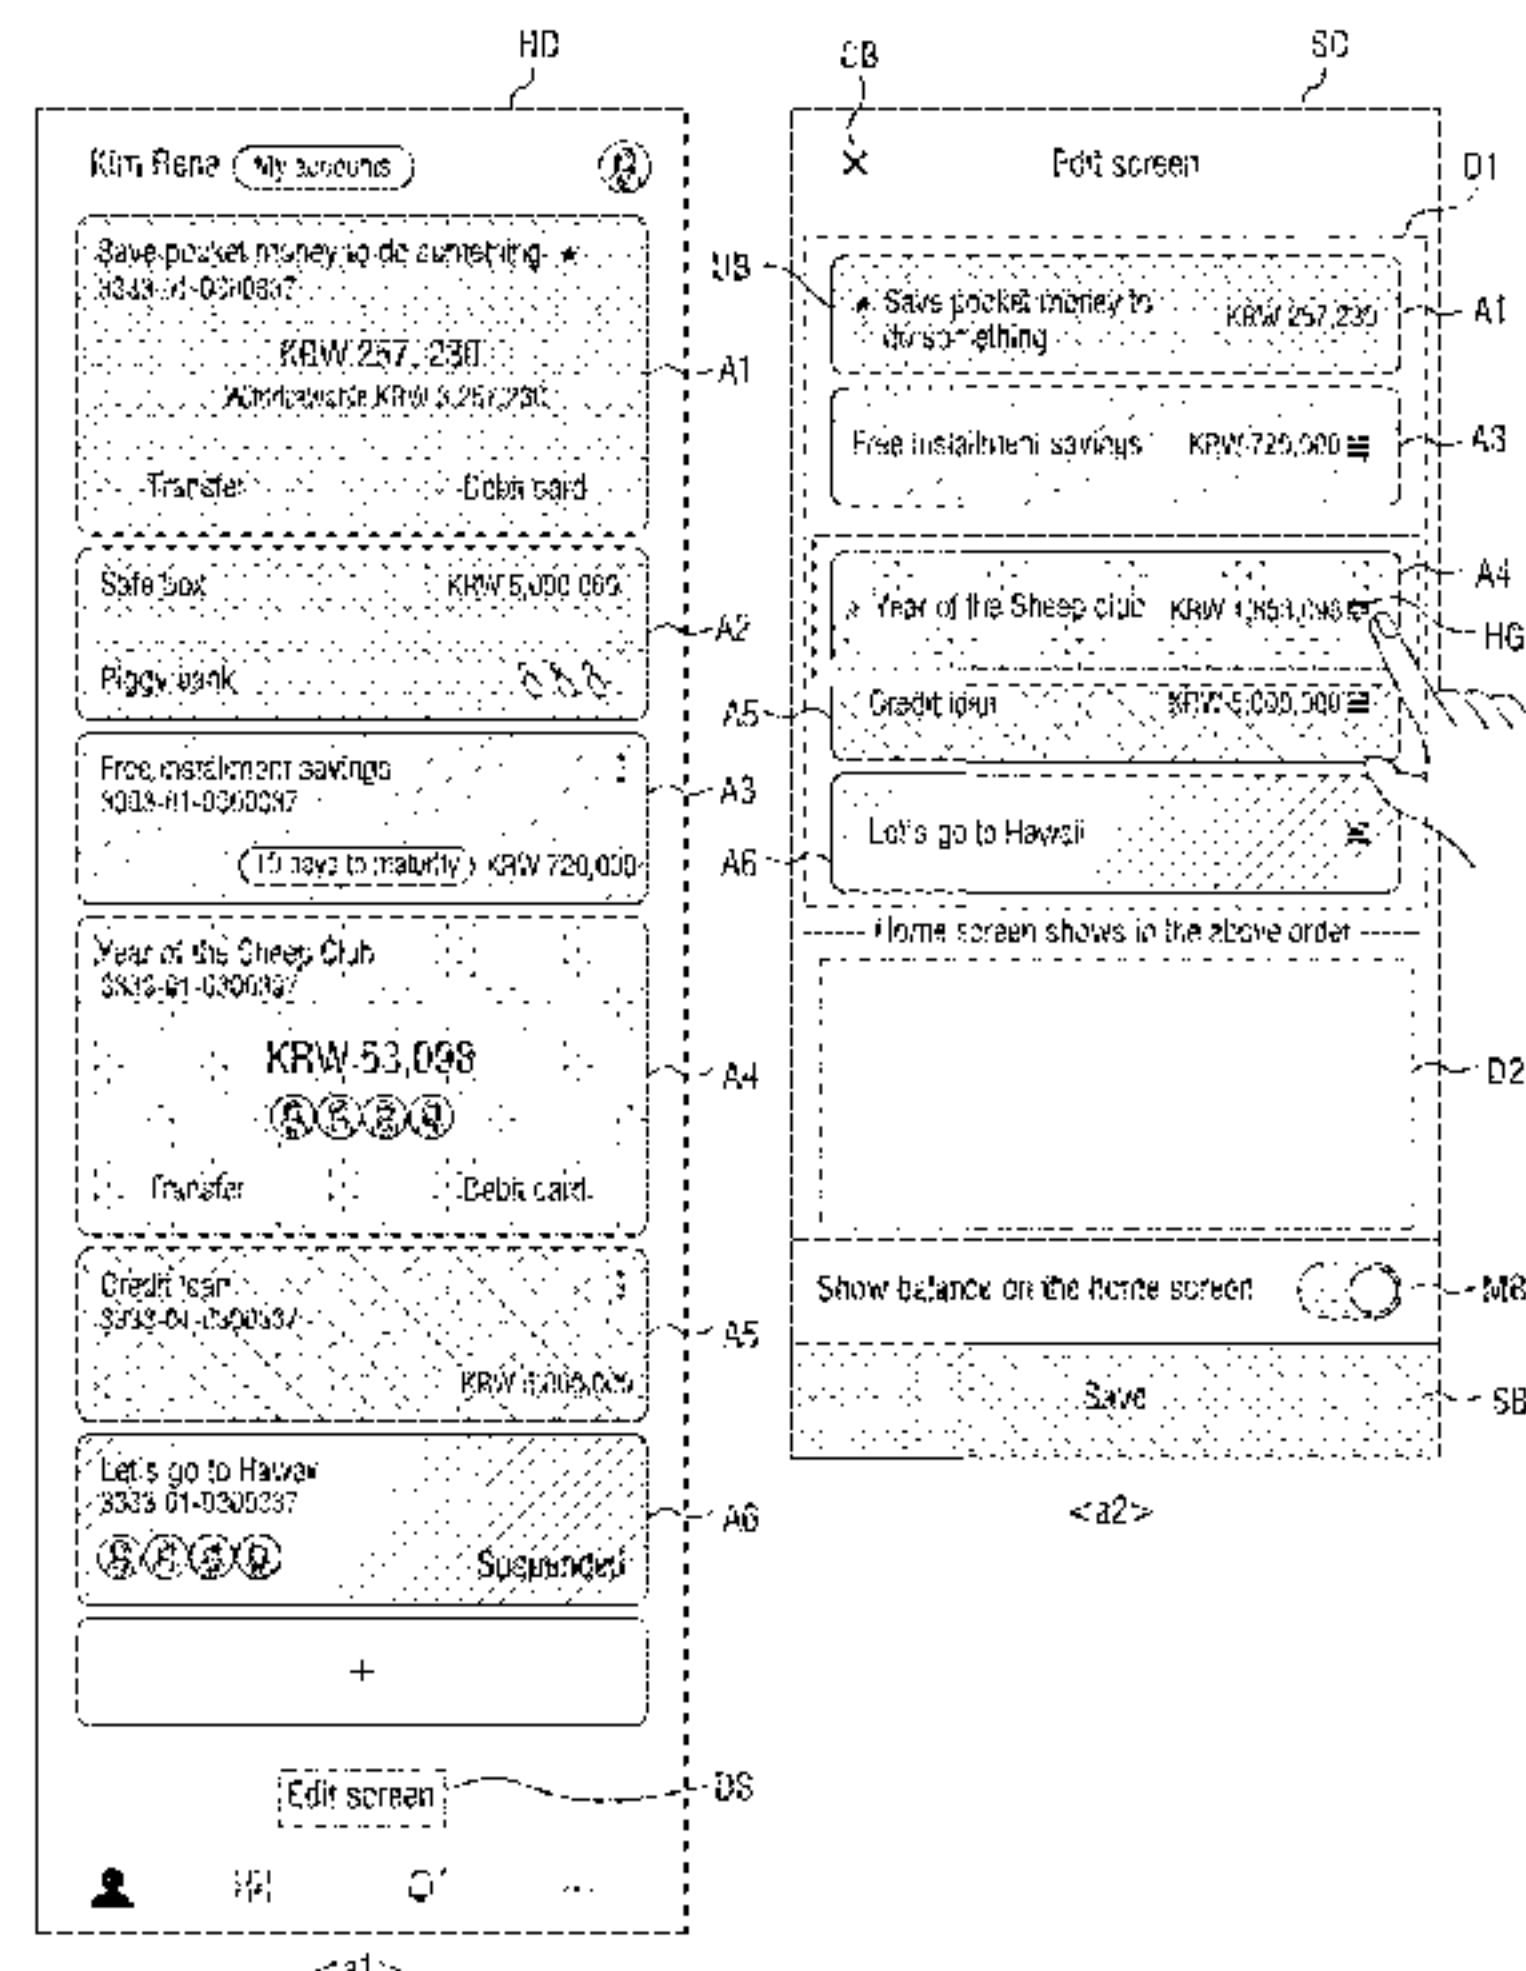 HD
Kim Rena My accounts
Save pocket money to do something ★
KRW 257,230
A1
Transfer Debit card
Safe box KRW 5,000,000
A2
Piggy bank
Free installment savings
A3
10 days to maturity KRW 720,000
Year of the Sheep Club
KRW 53,098
A4
Transfer Debit card
Credit loan
A5
Let's go to Hawaii
A6
Suspended
+
Edit screen DS
<a1>
CB SC
× Edit screen
D1
★ Save pocket money to KRW 257,230 A1
do something
Free installment savings KRW 720,000 A3
A4
Year of the Sheep club
HG
A5 Credit loan KRW 5,000,000
A6 Let's go to Hawaii
Home screen shows in the above order
D2
Show balance on the home screen
Save SB
<a2>